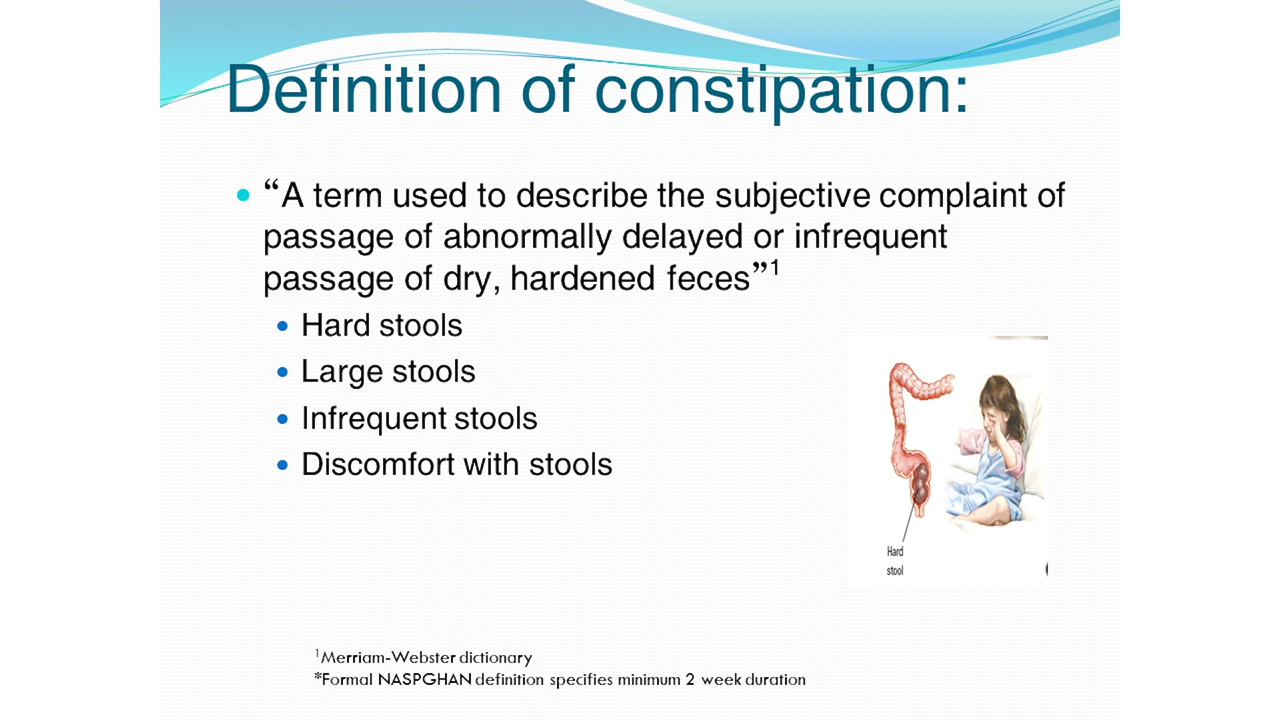 Definition of constipation:
• “A term used to describe the subjective complaint of
passage of abnormally delayed or infrequent
passage of dry, hardened feces”¹
• Hard stools
• Large stools
• Infrequent stools
• Discomfort with stools
Hard
stool
¹Merriam-Webster dictionary
*Formal NASPGHAN definition specifies minimum 2 week duration